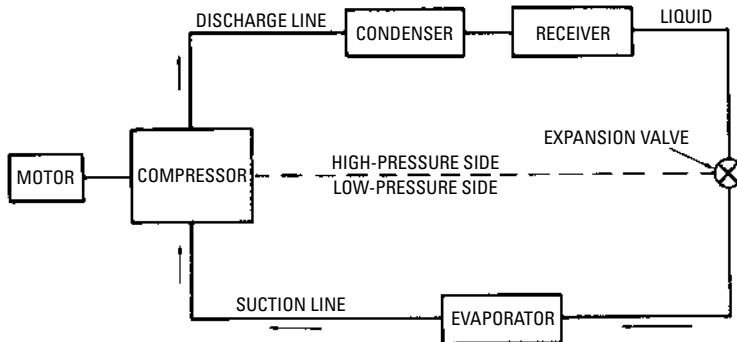 DISCHARGE LINE
CONDENSER
RECEIVER
LIQUID
EXPANSION VALVE
MOTOR
COMPRESSOR
HIGH-PRESSURE SIDE
LOW-PRESSURE SIDE
SUCTION LINE
EVAPORATOR